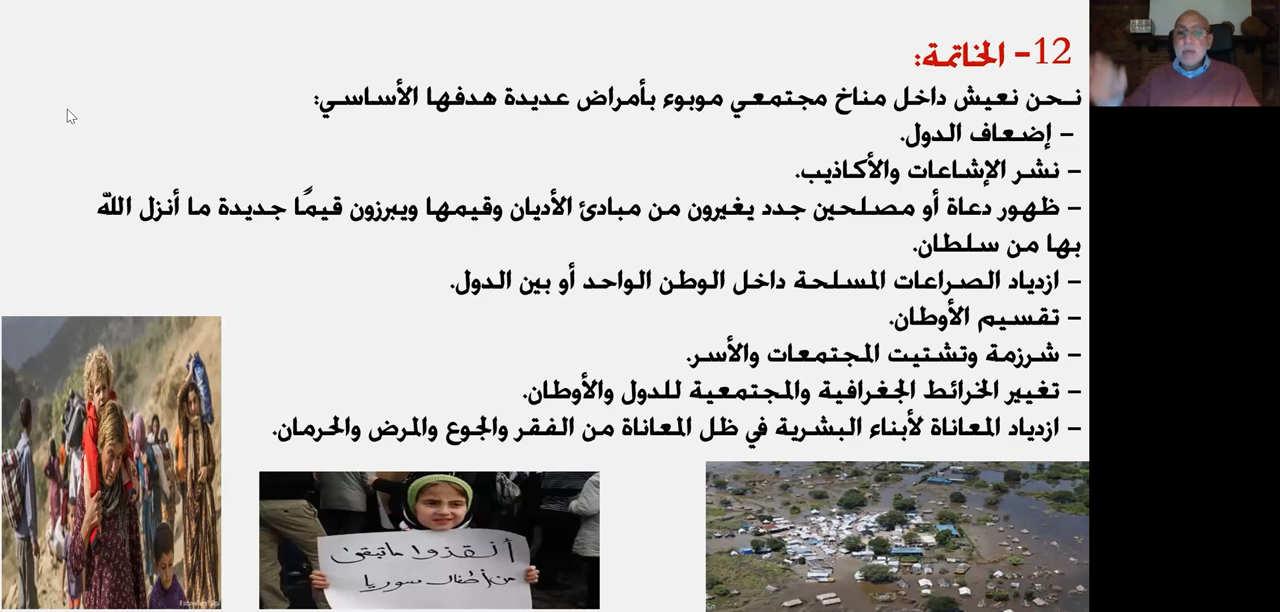 12- الخاتمة:
نحن نعيش داخل مناخ مجتمعي موبوء بأمراض عديدة هدفها الأساسي:
- إضعاف الدول.
- نشر الإشاعات والأكاذيب.
- ظهور دعاة أو مصلحين جدد يغيرون من مبادئ الأديان وقيمها ويبرزون قيمًا جديدة ما أنزل الله
بها من سلطان.
- ازدياد الصراعات المسلحة داخل الوطن الواحد أو بين الدول.
- تقسيم الأوطان.
- شرزمة وتشتيت المجتمعات والأسر.
- تغيير الخرائط الجغرافية والمجتمعية للدول والأوطان.
- ازدياد المعاناة لأبناء البشرية في ظل المعاناة من الفقر والجوع والمرض والحرمان.
أنقذوا ماتبقى
من أطفال سوريا